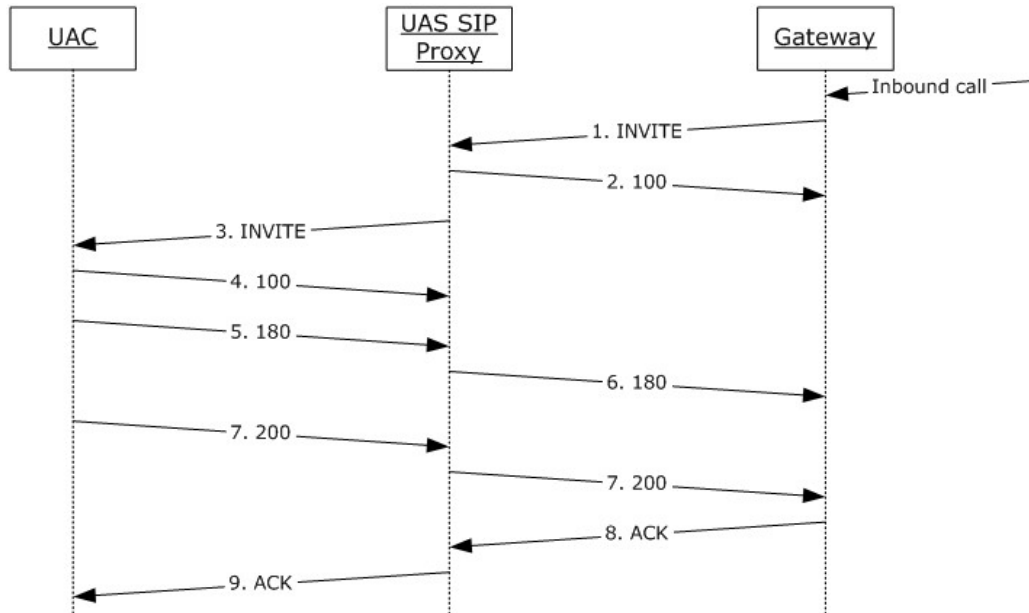 UAC
UAS SIP
Proxy
Gateway
Inbound call
1. INVITE
2. 100
3. INVITE
4. 100
5. 180
6. 180
7. 200
7. 200
8. ACK
9. ACK